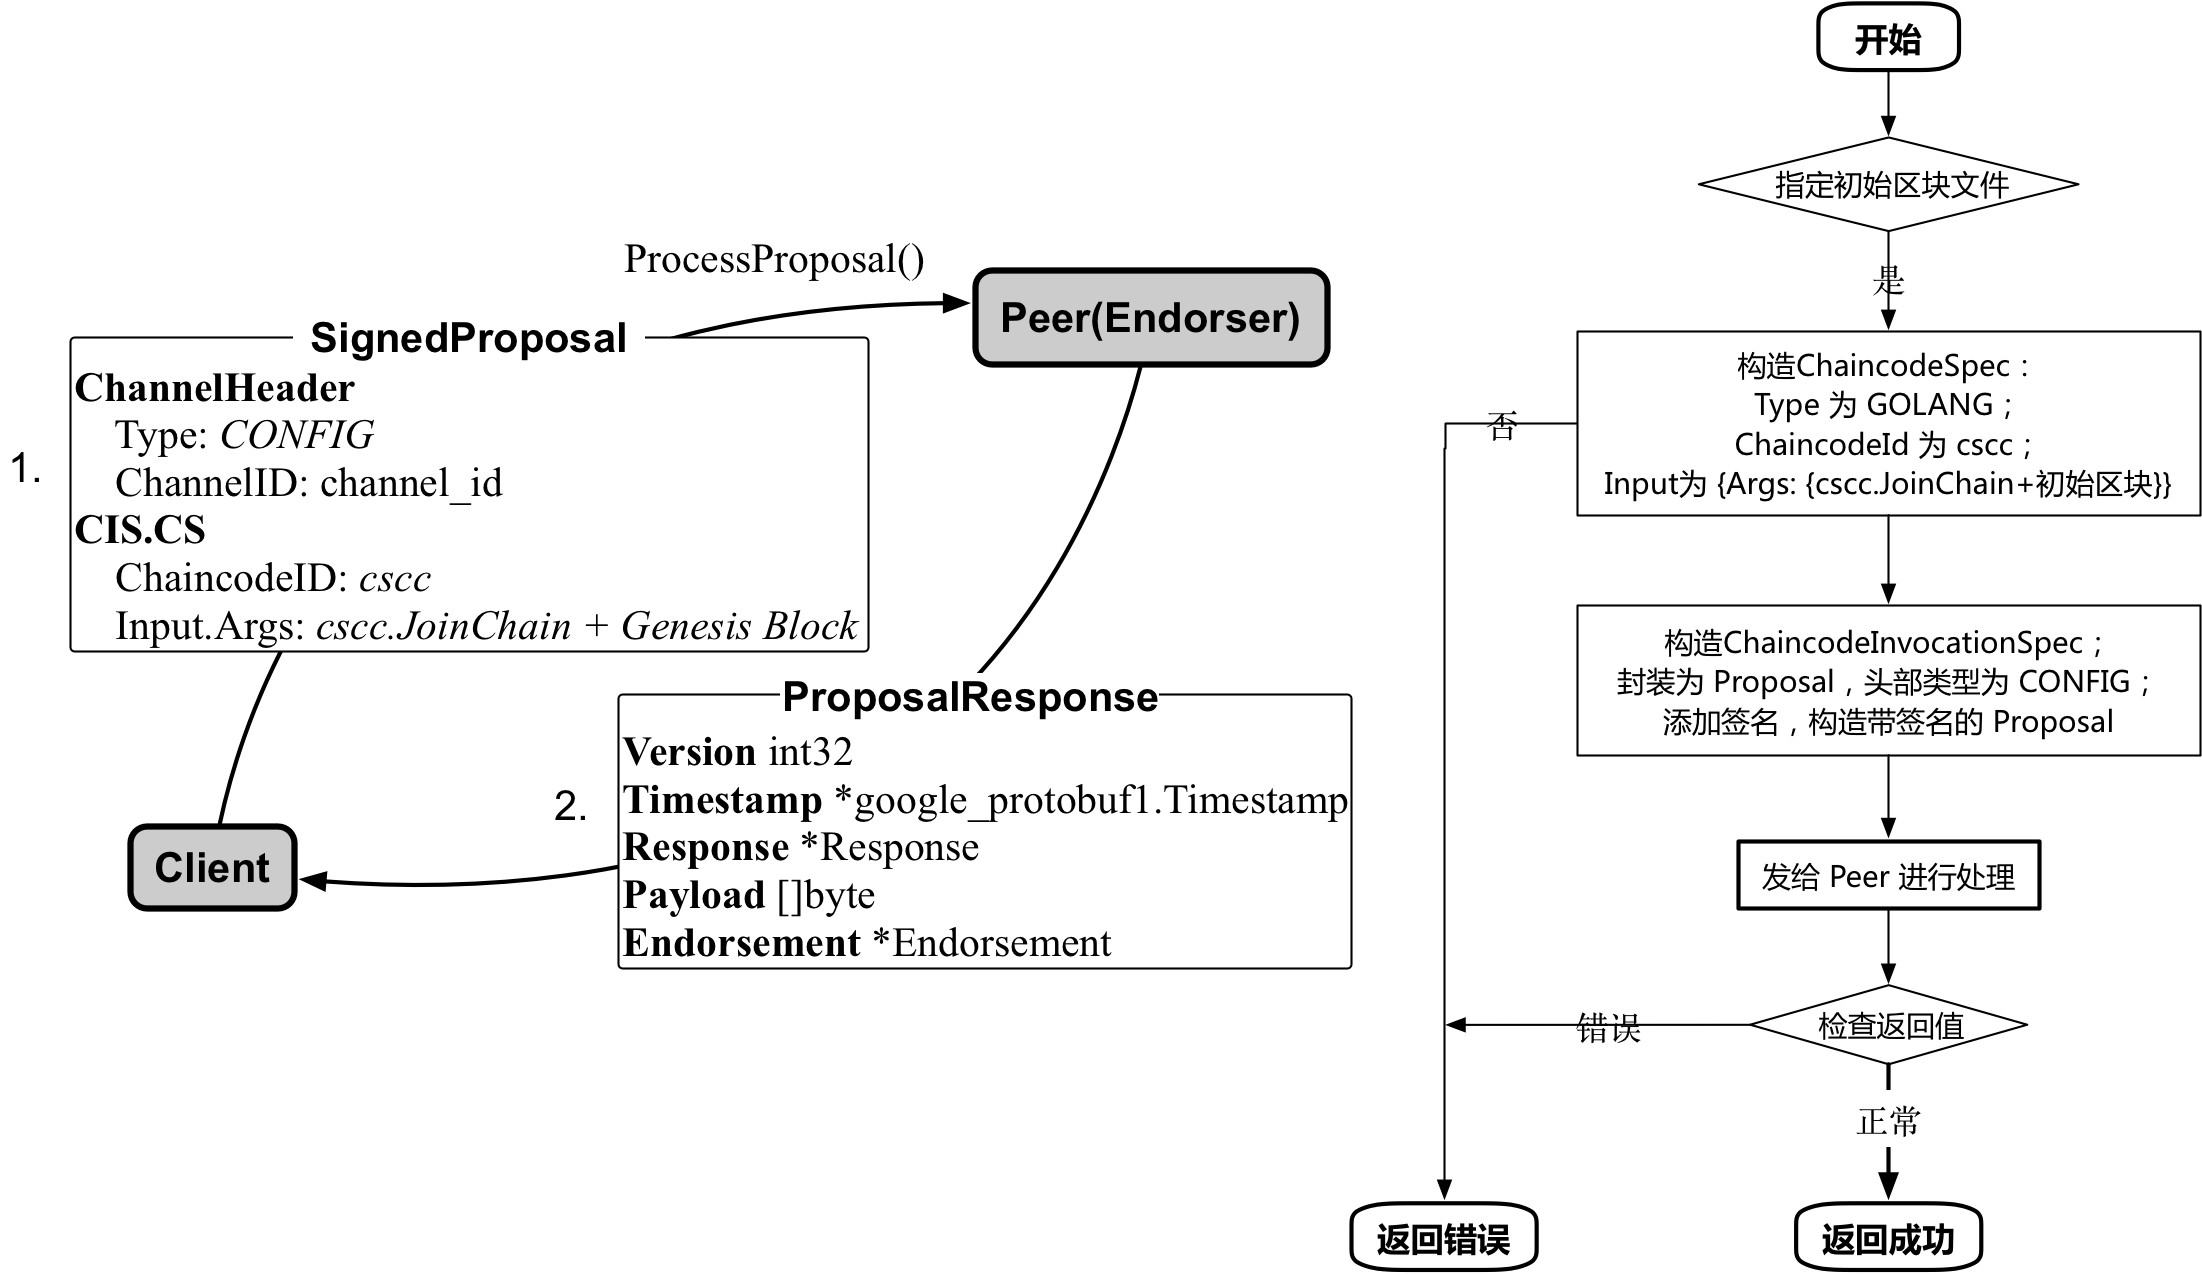 ProcessProposal()
Peer(Endorser)
1.
SignedProposal
ChannelHeader
Type: CONFIG
ChannelID: channel_id
CIS.CS
ChaincodeID: cscc
Input.Args: cscc.JoinChain + Genesis Block
2.
ProposalResponse
Version int32
Timestamp *google_protobuf1.Timestamp
Response *Response
Payload []byte
Endorsement *Endorsement
Client
开始
指定初始区块文件
是
否
构造ChaincodeSpec：
Type 为 GOLANG；
ChaincodeId 为 cscc；
Input为 {Args: {cscc.JoinChain+初始区块}}
构造ChaincodeInvocationSpec；
封装为 Proposal，头部类型为 CONFIG；
添加签名，构造带签名的 Proposal
发给 Peer 进行处理
检查返回值
错误
正常
返回错误
返回成功